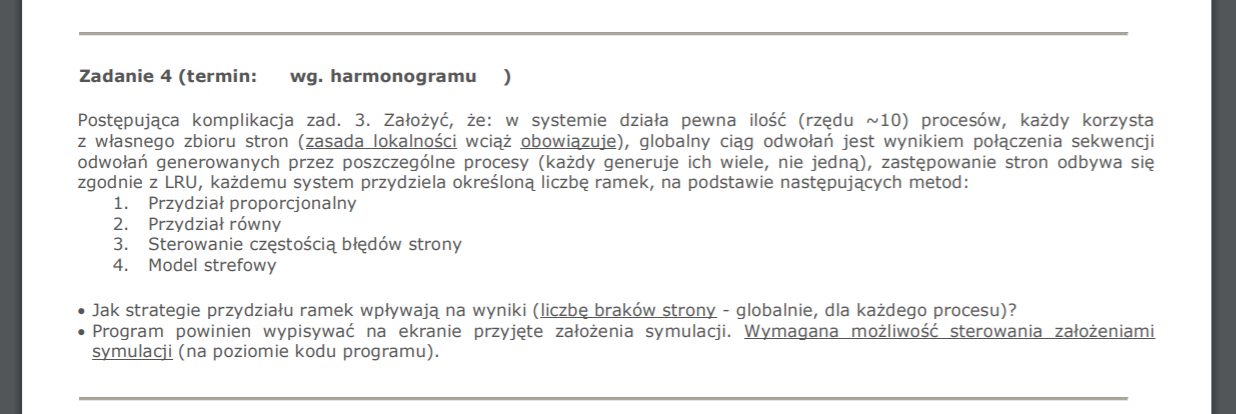 Zadanie 4 (termin: wg. harmonogramu )
Postępująca komplikacja zad. 3. Założyć, że: w systemie działa pewna ilość (rzędu ~10) procesów, każdy korzysta
z własnego zbioru stron (zasada lokalności wciąż obowiązuje), globalny ciąg odwołań jest wynikiem połączenia sekwencji
odwołań generowanych przez poszczególne procesy (każdy generuje ich wiele, nie jedną), zastępowanie stron odbywa się
zgodnie z LRU, każdemu system przydziela określoną liczbę ramek, na podstawie następujących metod:
1. Przydział proporcjonalny
2. Przydział równy
3. Sterowanie częstością błędów strony
4. Model strefowy
• Jak strategie przydziału ramek wpływają na wyniki (liczbę braków strony - globalnie, dla każdego procesu)?
• Program powinien wypisywać na ekranie przyjęte założenia symulacji. Wymagana możliwość sterowania założeniami
symulacji (na poziomie kodu programu).